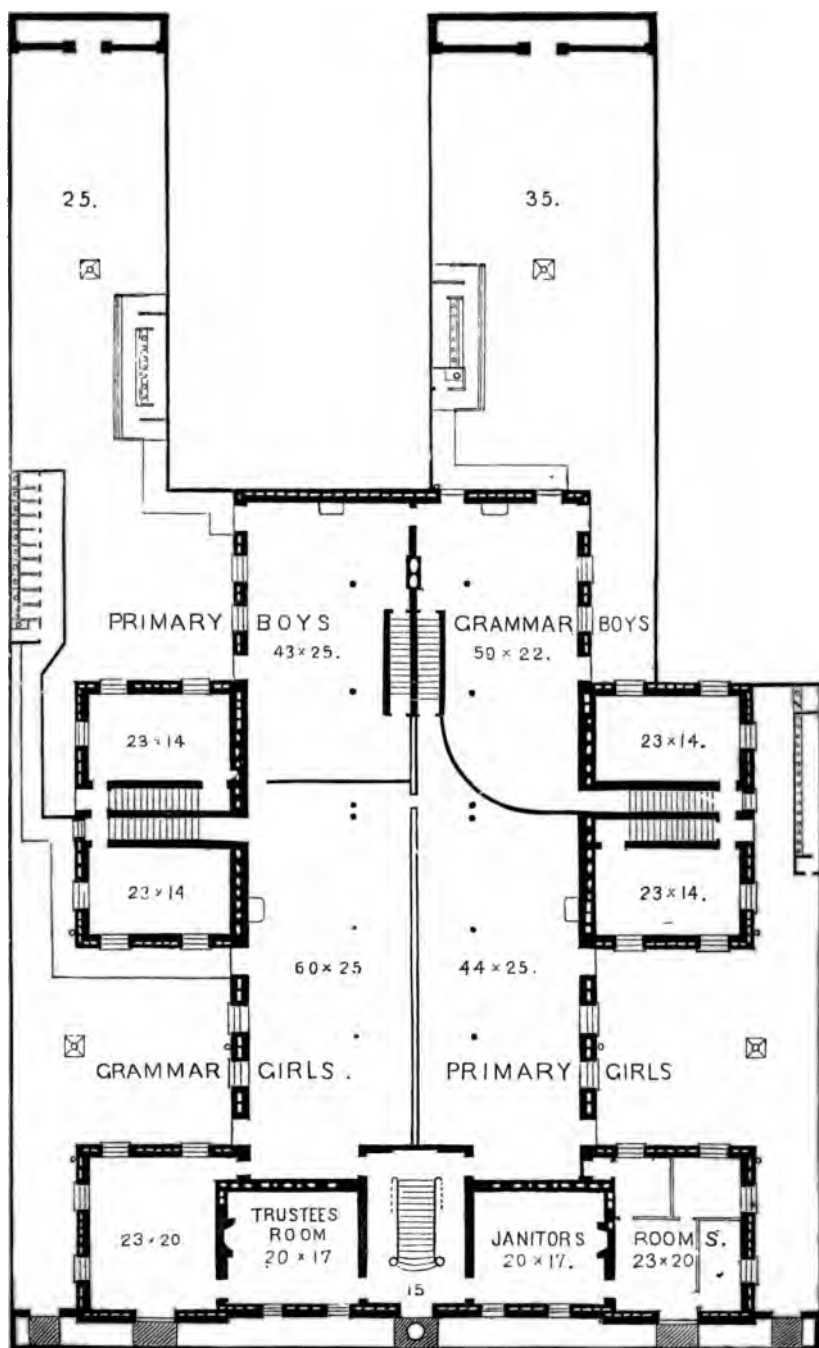 25.
35.
PRIMARY BOYS
43×25.
GRAMMAR BOYS
50×22.
23×14
23×14.
23×14
23×14.
60×25
44×25.
GRAMMAR GIRLS.
PRIMARY GIRLS
23×20
TRUSTEES
ROOM
20×17
JANITORS
20×17.
ROOMS.
23×20
15